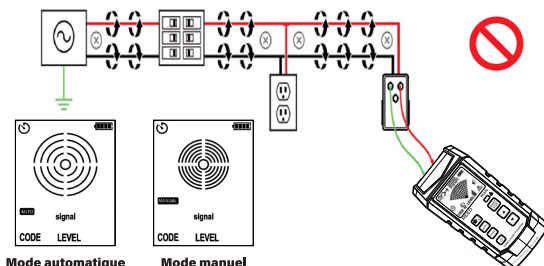 AUTO
signal
CODE LEVEL
Mode automatique
MANUAL
signal
CODE LEVEL
Mode manuel